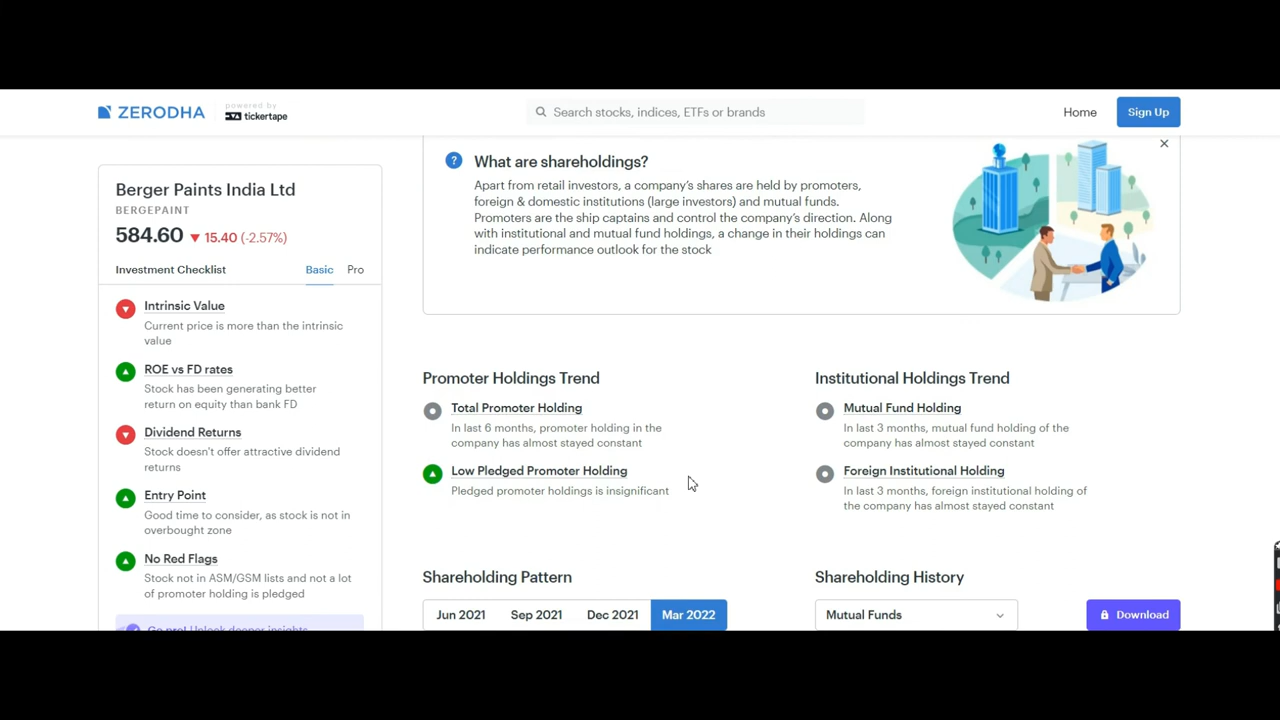 ZERODHA
powered by
tickertape
Search stocks, indices, ETFs or brands
Home
Sign Up
Berger Paints India Ltd
BERGEPAINT
584.60 ▼ 15.40 (-2.57%)
Investment Checklist
Basic
Pro
Intrinsic Value
Current price is more than the intrinsic
value
ROE vs FD rates
Stock has been generating better
return on equity than bank FD
Dividend Returns
Stock doesn't offer attractive dividend
returns
Entry Point
Good time to consider, as stock is not in
overbought zone
No Red Flags
Stock not in ASM/GSM lists and not a lot
of promoter holding is pledged
Go pro! Unlock deeper insights
? What are shareholdings?
Apart from retail investors, a company's shares are held by promoters,
foreign & domestic institutions (large investors) and mutual funds.
Promoters are the ship captains and control the company's direction. Along
with institutional and mutual fund holdings, a change in their holdings can
indicate performance outlook for the stock
Promoter Holdings Trend
Total Promoter Holding
In last 6 months, promoter holding in the
company has almost stayed constant
Low Pledged Promoter Holding
Pledged promoter holdings is insignificant
Institutional Holdings Trend
Mutual Fund Holding
In last 3 months, mutual fund holding of the
company has almost stayed constant
Foreign Institutional Holding
In last 3 months, foreign institutional holding of
the company has almost stayed constant
Shareholding Pattern
Jun 2021
Sep 2021
Dec 2021
Mar 2022
Shareholding History
Mutual Funds
Download